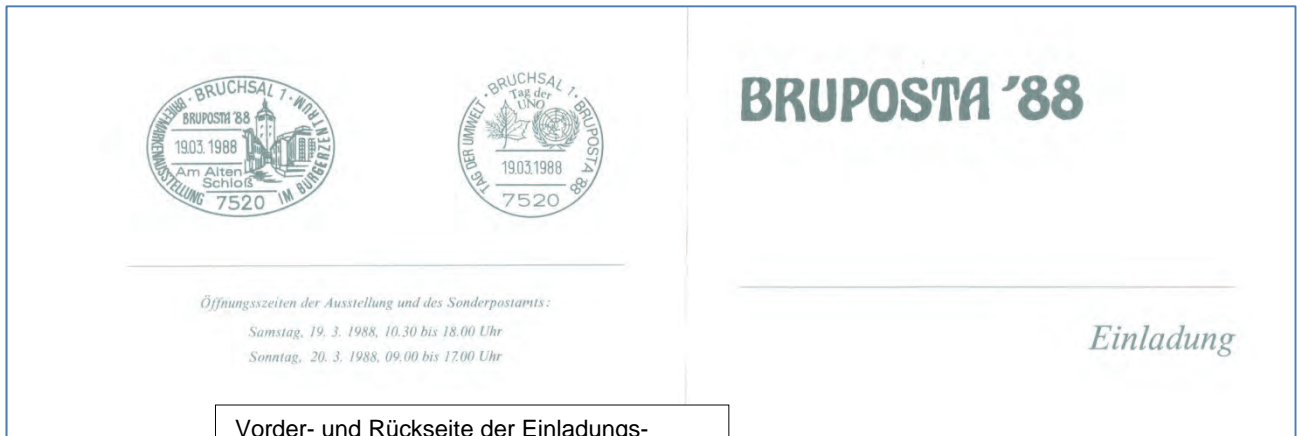 BRUCHSAL 1
BRIEFMARKENAUSSTELLUNG IM BÜRGERZENTRUM
BRUPOSTA '88
19.03. 1988
Am Alten
Schloß
7520
BRUCHSAL 1
TAG DER UMWELT
BRUPOSTA 88
Tag der
UNO
19.03.1988
7520
Öffnungsszeiten der Ausstellung und des Sonderpostamts:
Samstag, 19. 3. 1988, 10.30 bis 18.00 Uhr
Sonntag, 20. 3. 1988, 09.00 bis 17.00 Uhr
BRUPOSTA '88
Einladung
Vorder- und Rückseite der Einladungs-